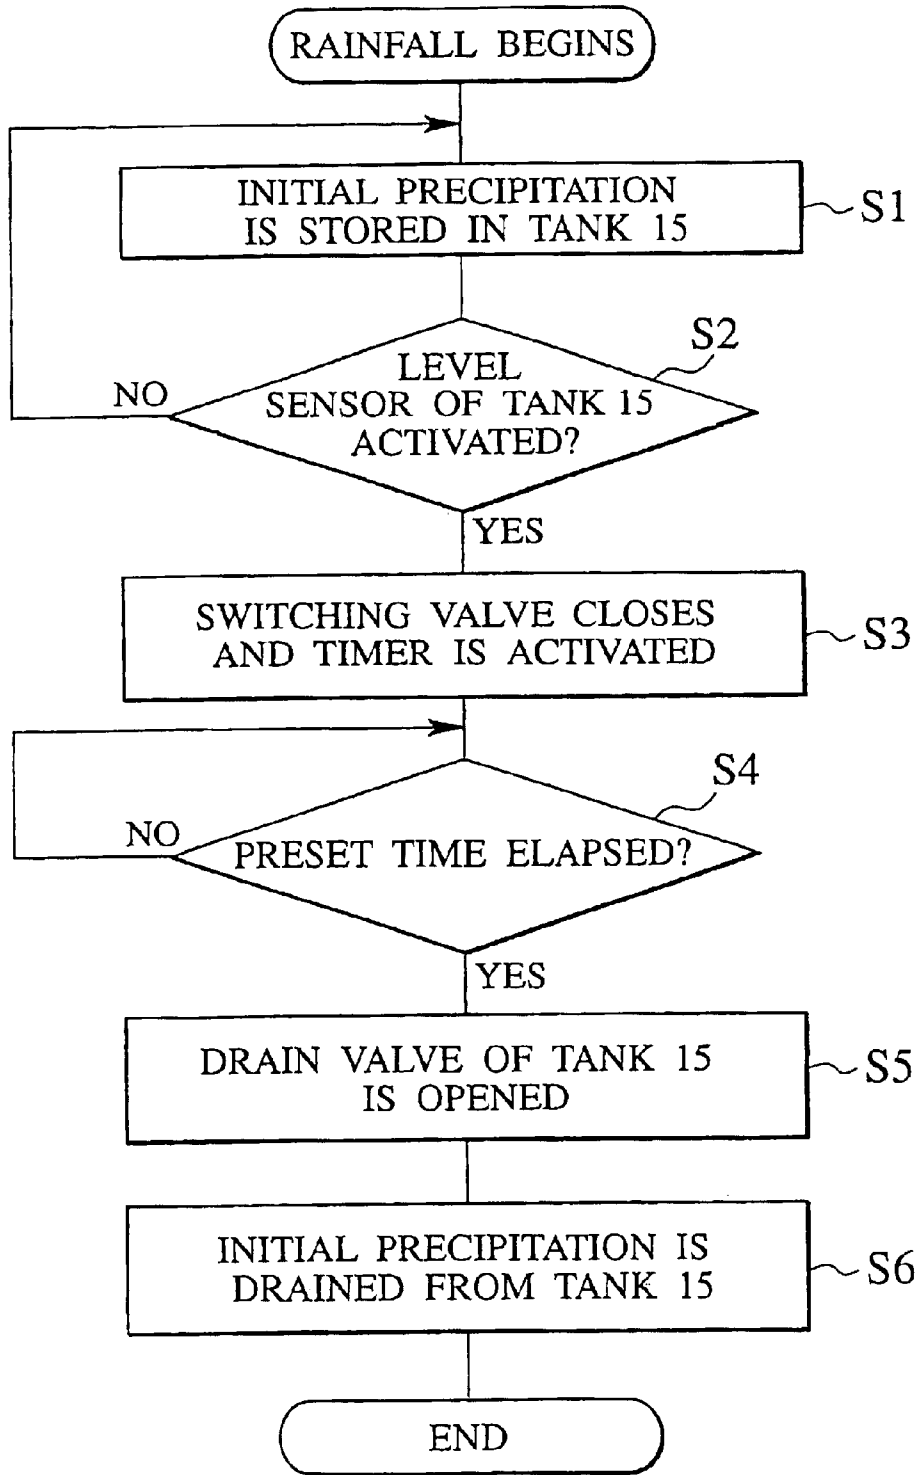 RAINFALL BEGINS
INITIAL PRECIPITATION
IS STORED IN TANK 15
S1
S2
LEVEL
SENSOR OF TANK 15
ACTIVATED?
NO
YES
SWITCHING VALVE CLOSES
AND TIMER IS ACTIVATED
S3
S4
NO
PRESET TIME ELAPSED?
YES
DRAIN VALVE OF TANK 15
IS OPENED
S5
INITIAL PRECIPITATION IS
DRAINED FROM TANK 15
S6
END